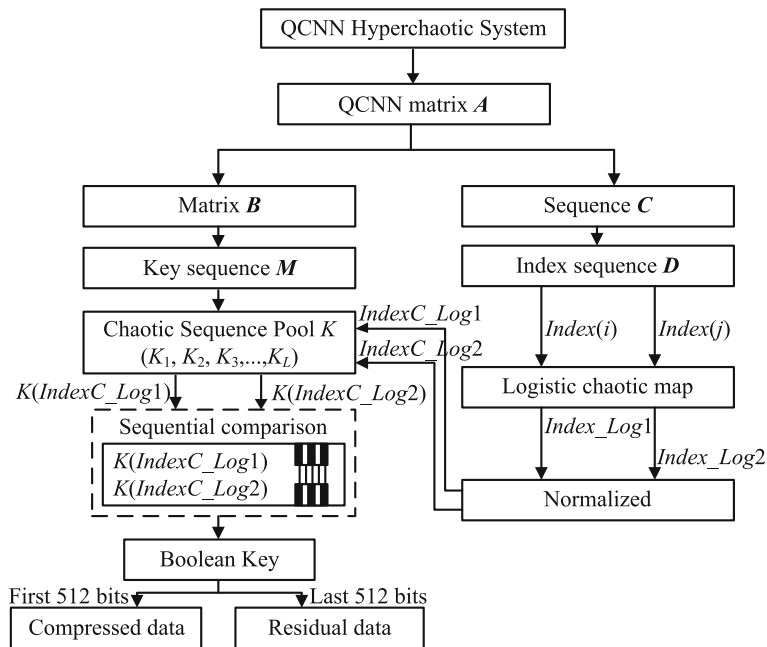 QCNN Hyperchaotic System
QCNN matrix A
Matrix B
Sequence C
Key sequence M
Index sequence D
Chaotic Sequence Pool K
(K1, K2, K3,...,KL)
IndexC_Log1
IndexC_Log2
Index(i)
Index(j)
Logistic chaotic map
K(IndexC_Log1)
K(IndexC_Log2)
Index_Log1
Index_Log2
Sequential comparison
K(IndexC_Log1)
K(IndexC_Log2)
Normalized
Boolean Key
First 512 bits
Last 512 bits
Compressed data
Residual data